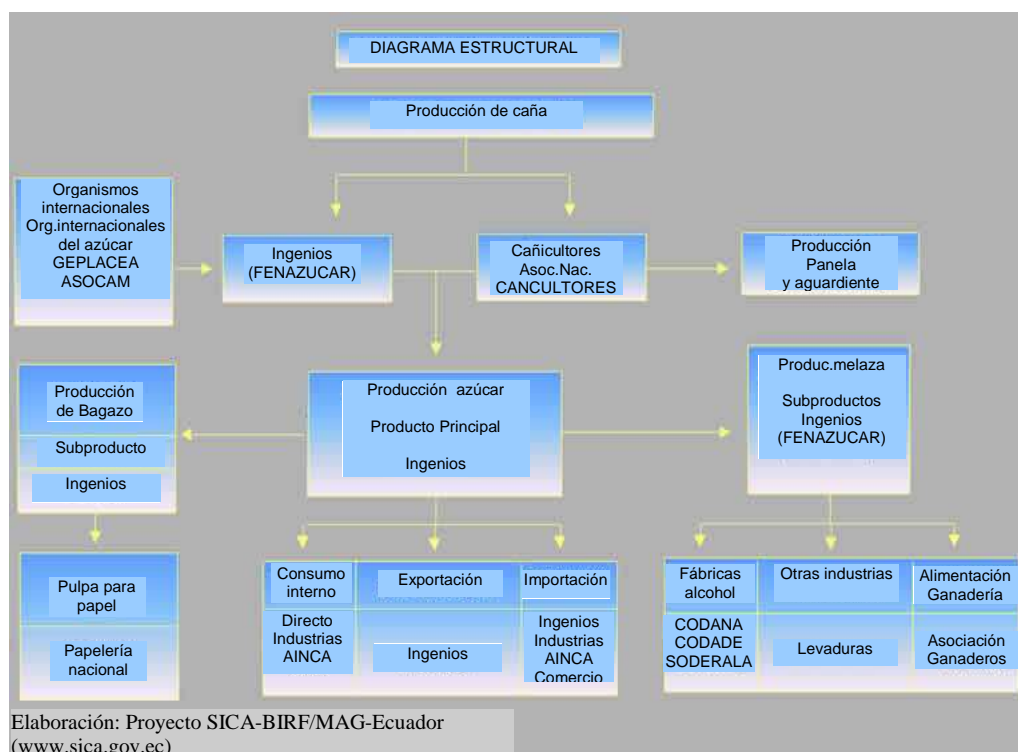 DIAGRAMA ESTRUCTURAL
Producción de caña
Organismos
internacionales
Org.internacionales
del azúcar
GEPLACEA
ASOCAM
Ingenios
(FENAZUCAR)
Cañicultores
Asoc.Nac.
CANCULTORES
Producción
Panela
y aguardiente
Producción
de Bagazo
Subproducto
Ingenios
Producción azúcar
Producto Principal
Ingenios
Produc.melaza
Subproductos
Ingenios
(FENAZUCAR)
Pulpa para
papel
Papelería
nacional
Consumo
interno
Directo
Industrias
AINCA
Exportación
Ingenios
Importación
Ingenios
Industrias
AINCA
Comercio
Fábricas
alcohol
CODANA
CODADE
SODERALA
Otras industrias
Levaduras
Alimentación
Ganadería
Asociación
Ganaderos
Elaboración: Proyecto SICA-BIRF/MAG-Ecuador
(www.sica.gov.ec)